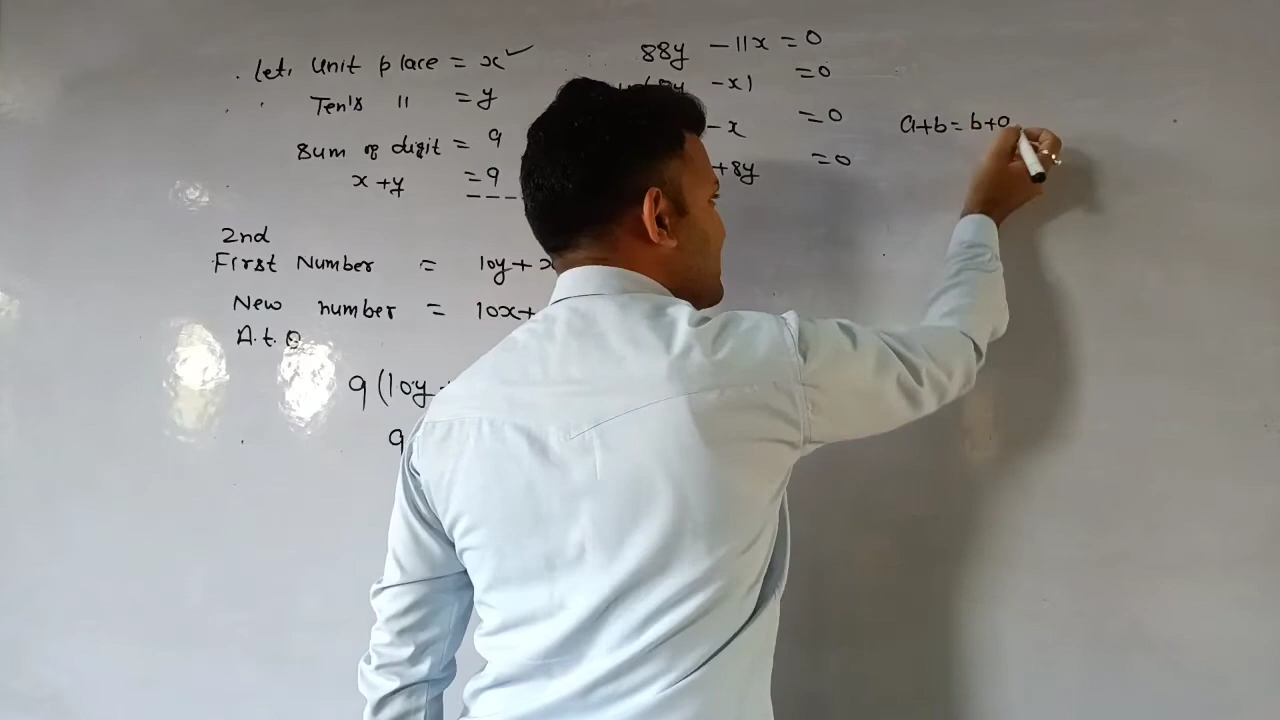 Let, Unit place = x ✓
Ten's 11 = y
Sum of digit = 9
x + y = 9
2nd
First Number = 10y + x
New number = 10x +
A.t.Q
9(10y
9
88y - 11x = 0
- x) = 0
- x = 0
+ 8y = 0
a+b = b+a